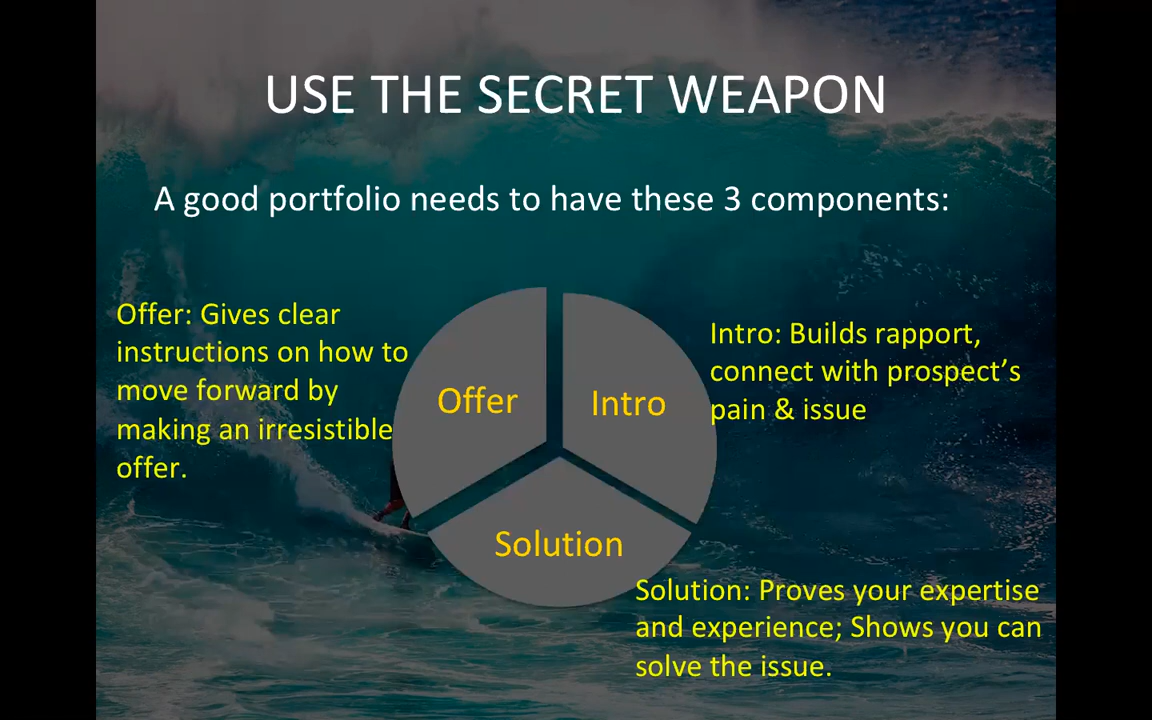 USE THE SECRET WEAPON
A good portfolio needs to have these 3 components:
Offer: Gives clear
instructions on how to
move forward by
making an irresistible
offer.
Offer
Intro
Intro: Builds rapport,
connect with prospect’s
pain & issue
Solution
Solution: Proves your expertise
and experience; Shows you can
solve the issue.